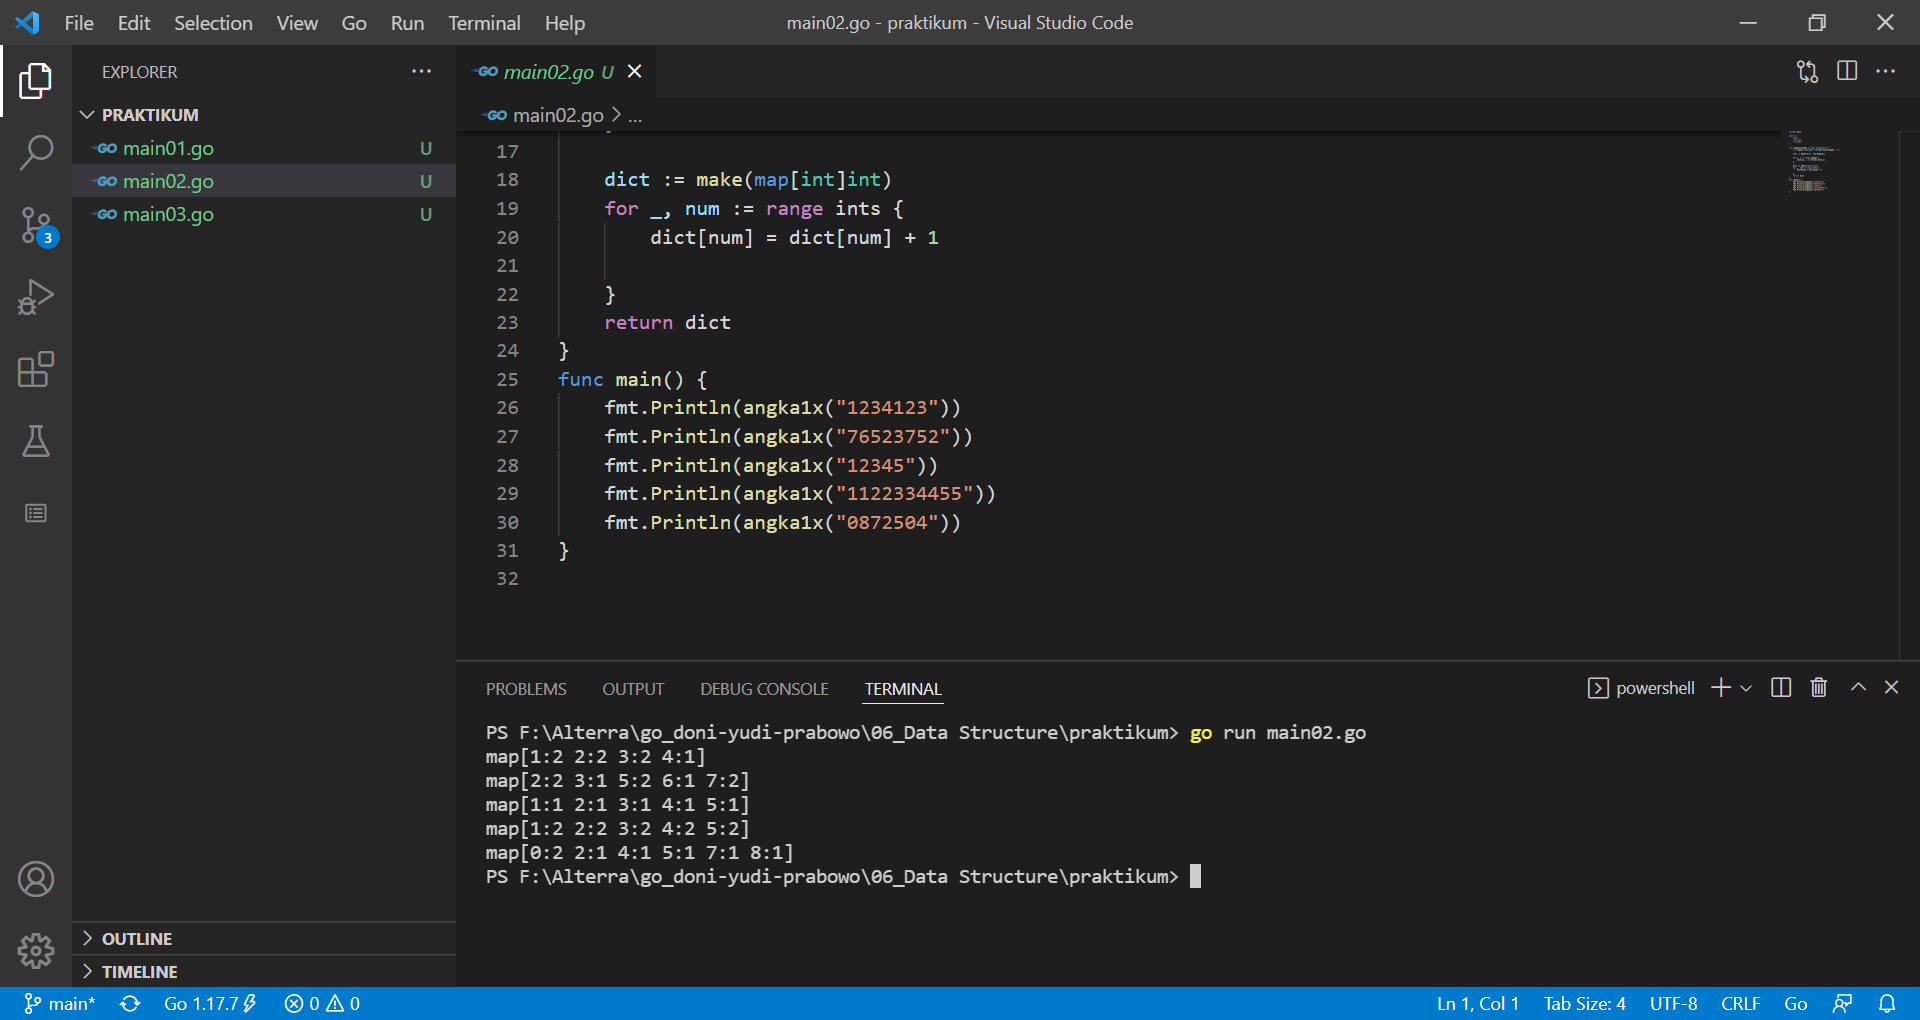 File Edit Selection View Go Run Terminal Help
main02.go - praktikum - Visual Studio Code
EXPLORER
PRAKTIKUM
GO main01.go U
GO main02.go U
GO main03.go U
3
OUTLINE
TIMELINE
GO main02.go U
GO main02.go > ...
17
18 dict := make(map[int]int)
19 for _, num := range ints {
20 dict[num] = dict[num] + 1
21
22 }
23 return dict
24 }
25 func main() {
26 fmt.Println(angka1x("1234123"))
27 fmt.Println(angka1x("76523752"))
28 fmt.Println(angka1x("12345"))
29 fmt.Println(angka1x("1122334455"))
30 fmt.Println(angka1x("0872504"))
31 }
32
PROBLEMS OUTPUT DEBUG CONSOLE TERMINAL
powershell
PS F:\Alterra\go_doni-yudi-prabowo\06_Data Structure\praktikum> go run main02.go
map[1:2 2:2 3:2 4:1]
map[2:2 3:1 5:2 6:1 7:2]
map[1:1 2:1 3:1 4:1 5:1]
map[1:2 2:2 3:2 4:2 5:2]
map[0:2 2:1 4:1 5:1 7:1 8:1]
PS F:\Alterra\go_doni-yudi-prabowo\06_Data Structure\praktikum>
main* Go 1.17.7 0 0
Ln 1, Col 1 Tab Size: 4 UTF-8 CRLF Go